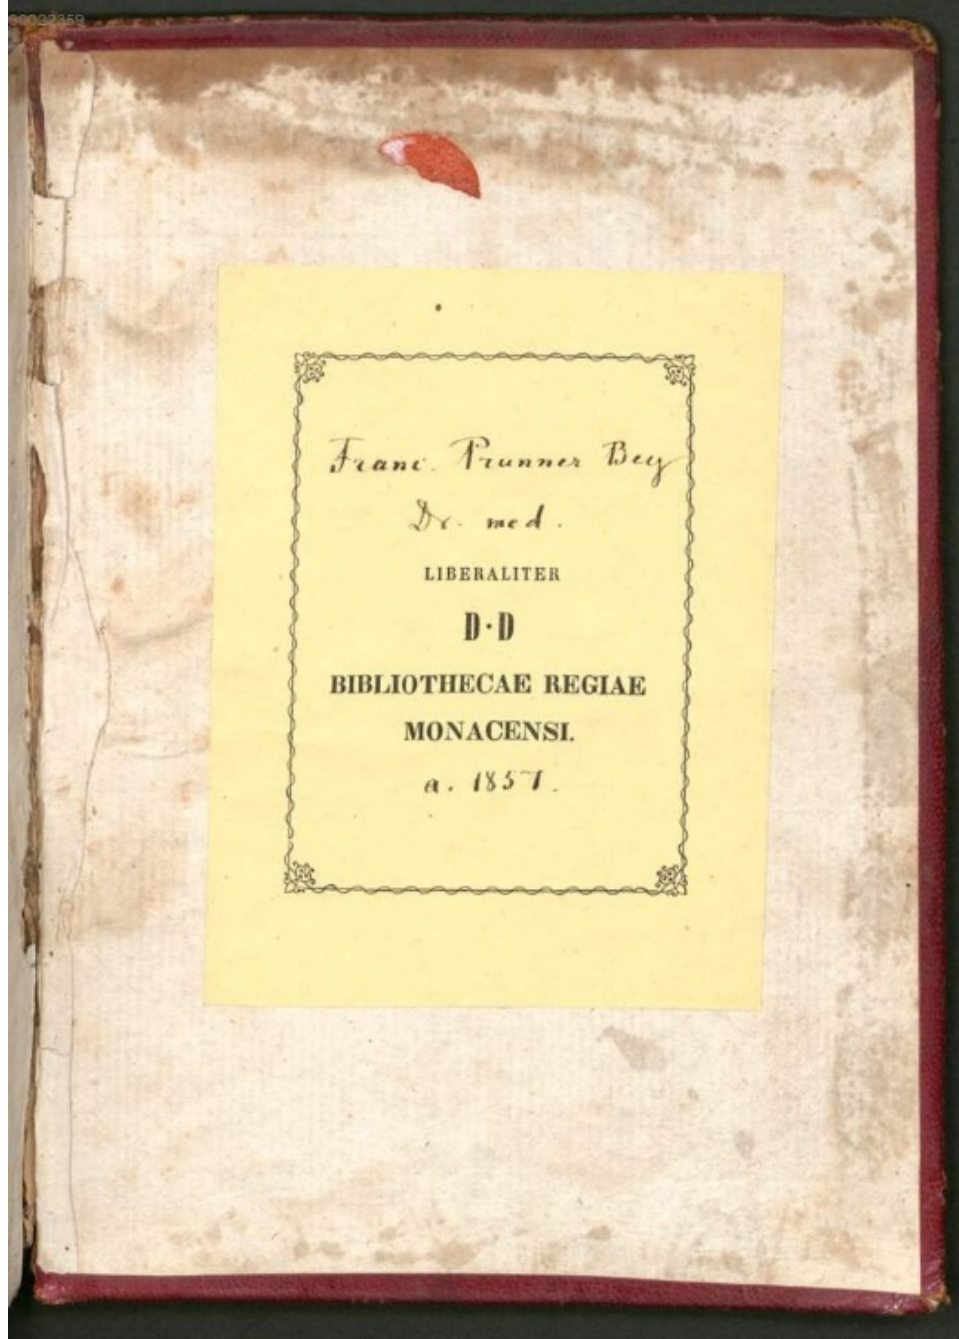 Franc. Prunner Bey
Dr. med.
LIBERALITER
D·D
BIBLIOTHECAE REGIAE
MONACENSI.
a. 1857.